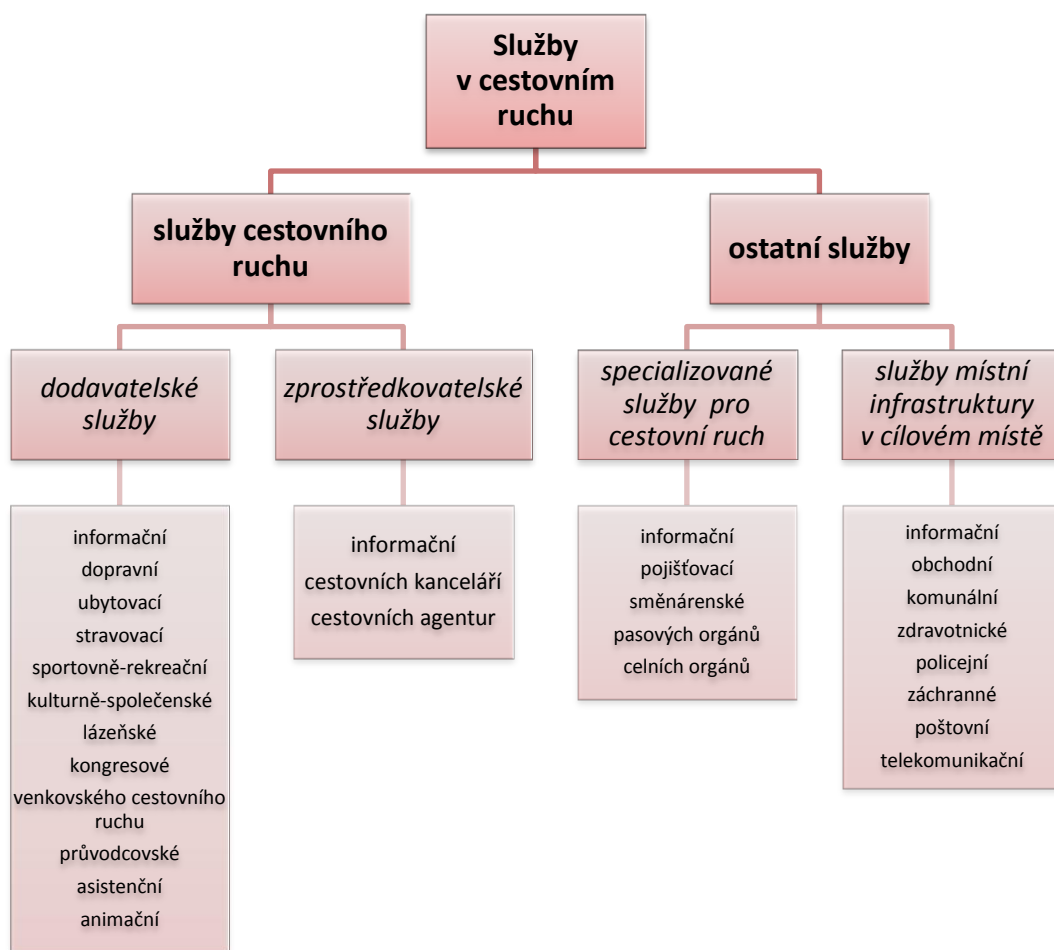 Služby
v cestovním
ruchu
služby cestovního
ruchu
ostatní služby
dodavatelské
služby
zprostředkovatelské
služby
specializované
služby pro
cestovní ruch
služby místní
infrastruktury
v cílovém místě
informační
dopravní
ubytovací
stravovací
sportovně-rekreační
kulturně-společenské
lázeňské
kongresové
venkovského cestovního
ruchu
průvodcovské
asistenční
animační
informační
cestovních kanceláří
cestovních agentur
informační
pojišťovací
směnárenské
pasových orgánů
celních orgánů
informační
obchodní
komunální
zdravotnické
policejní
záchranné
poštovní
telekomunikační